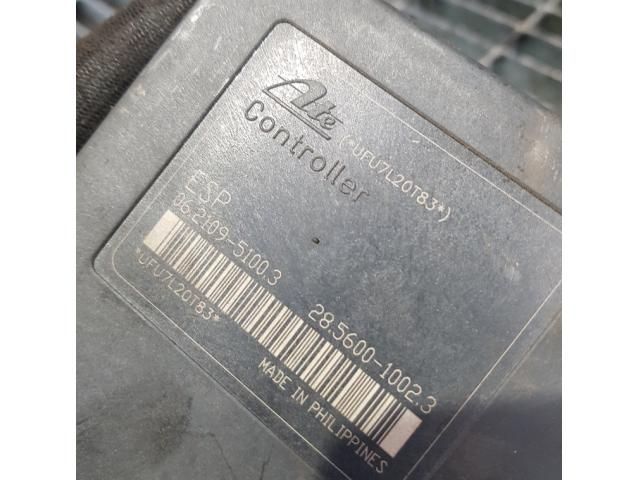 Ate
Controller
(*UFU7L20T83*)
ESP
06.2109-5100.3
28.5600-1002.3
*UFU7L20T83*
MADE IN PHILIPPINES